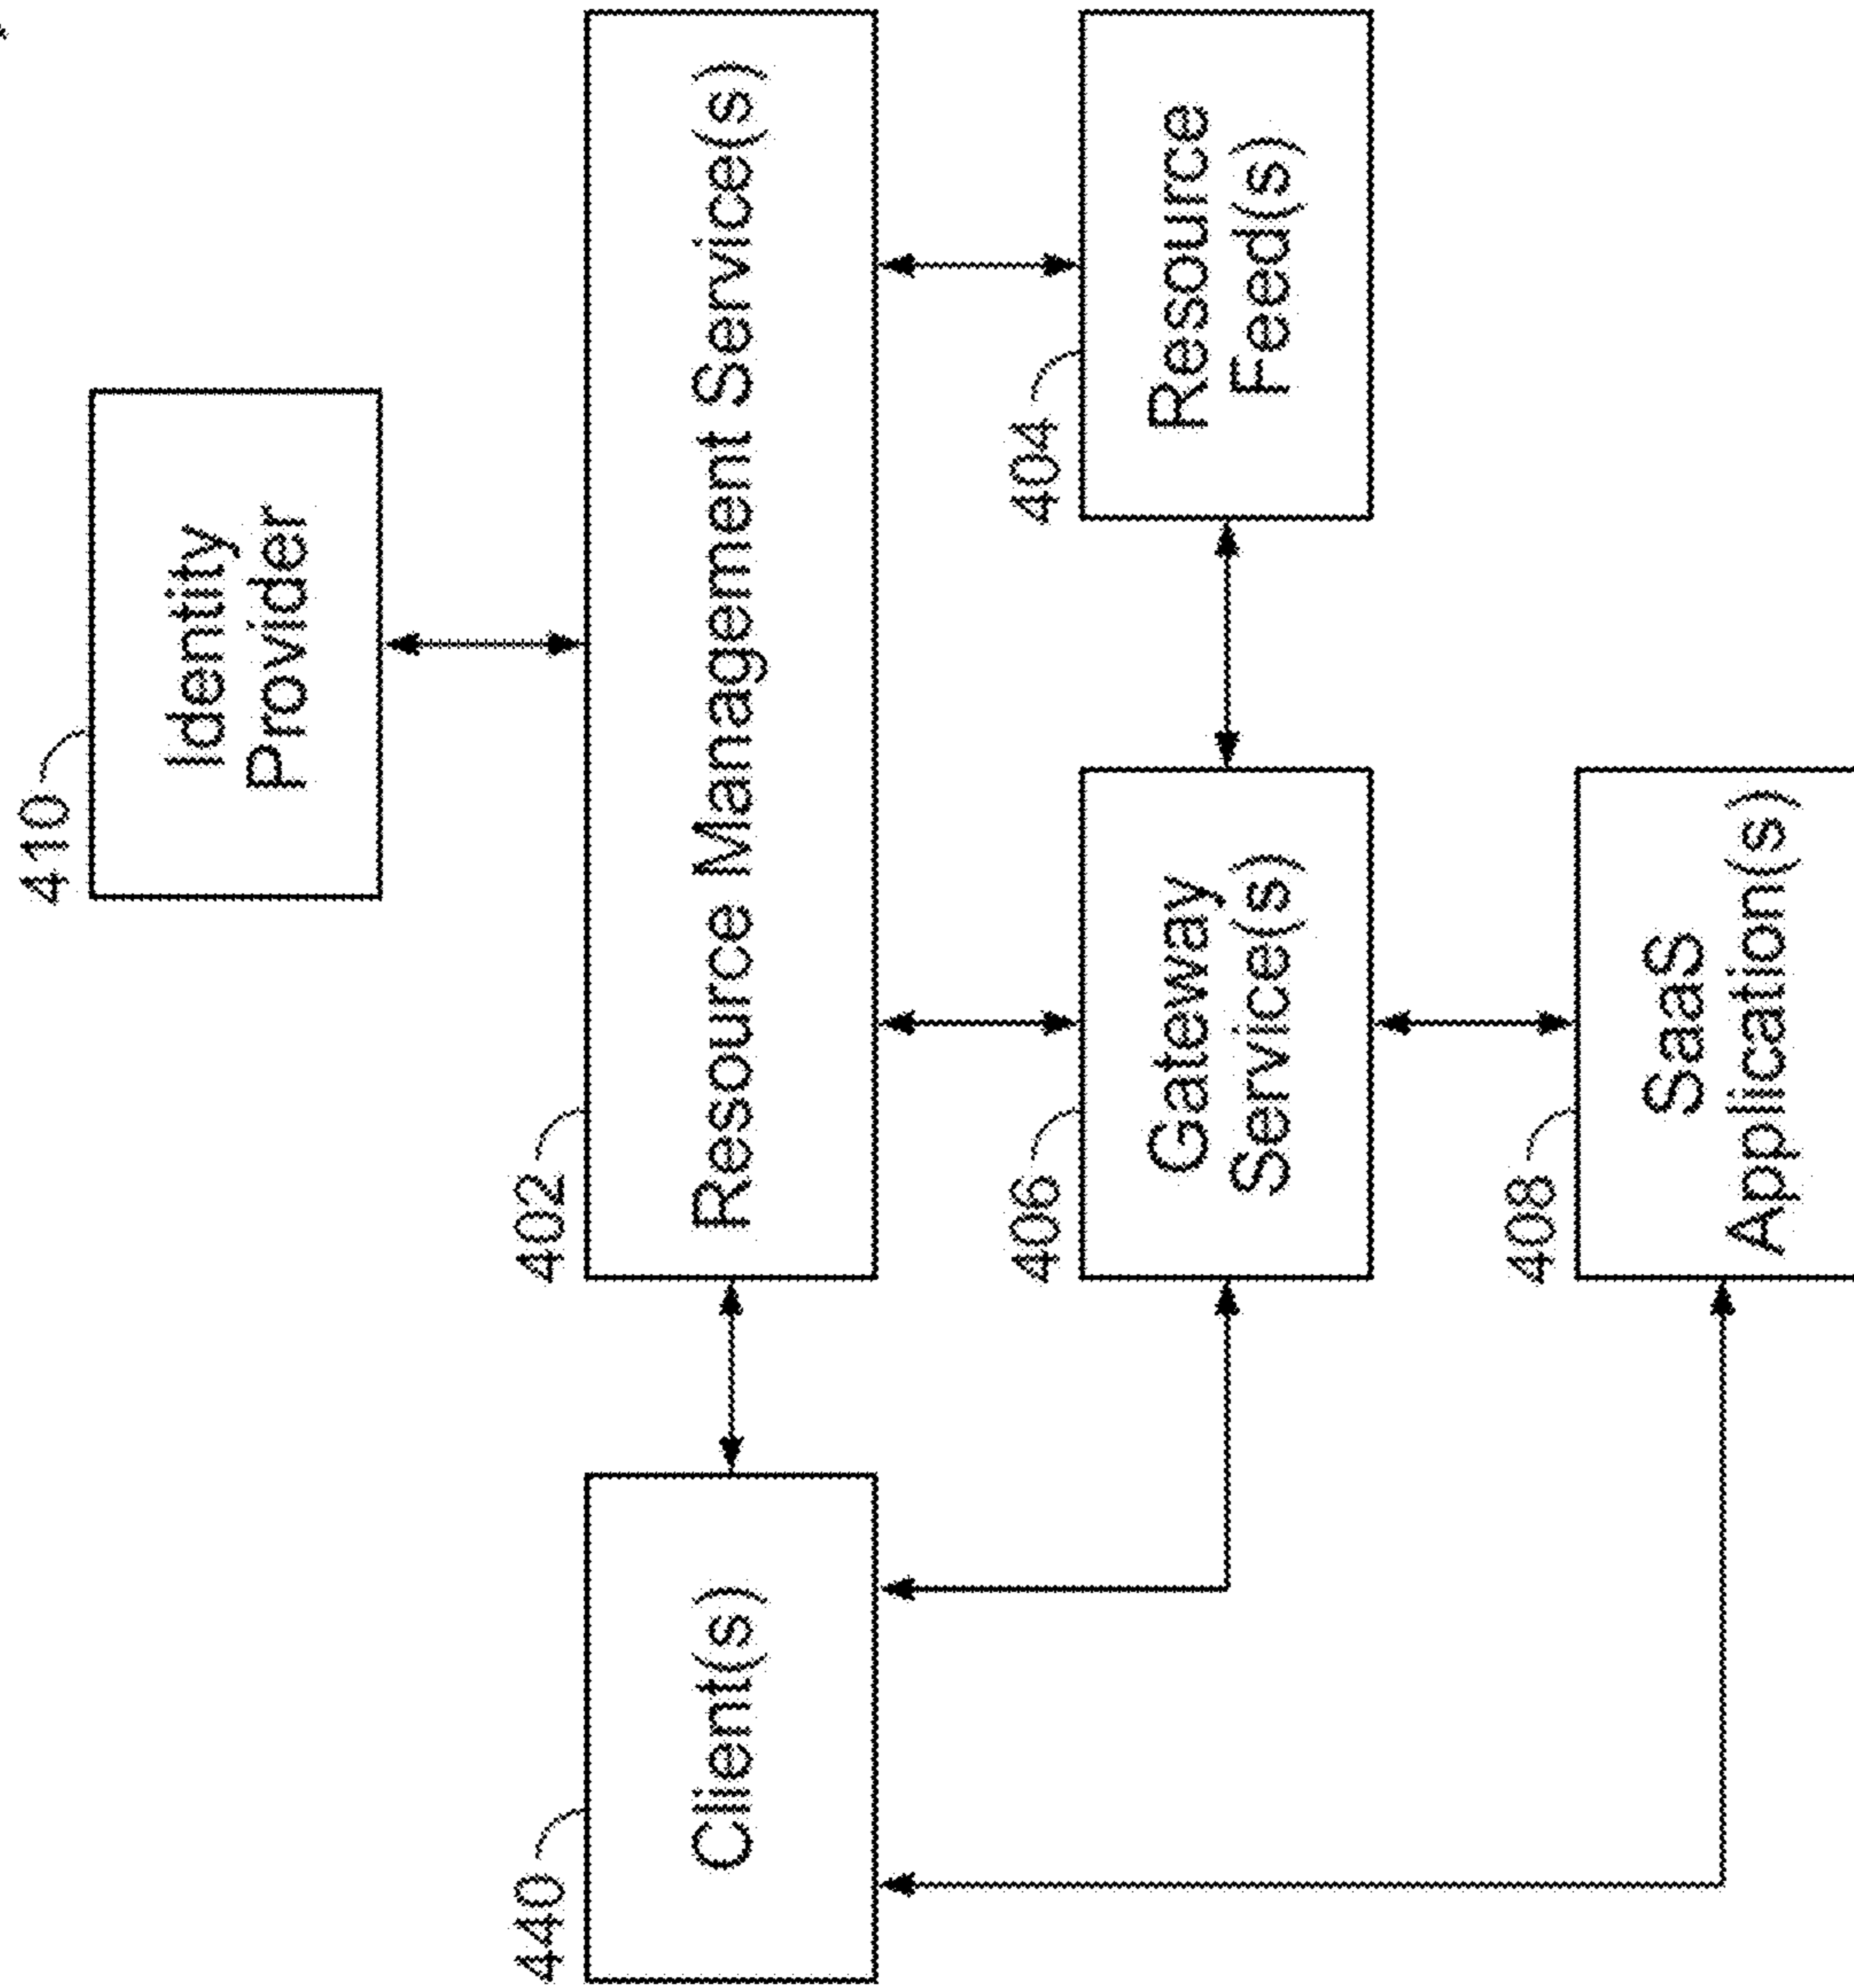 410
Identity
Provider
440
Client(s)
402
Resource Management Service(s)
406
Gateway
Service(s)
404
Resource
Feed(s)
408
SaaS
Application(s)